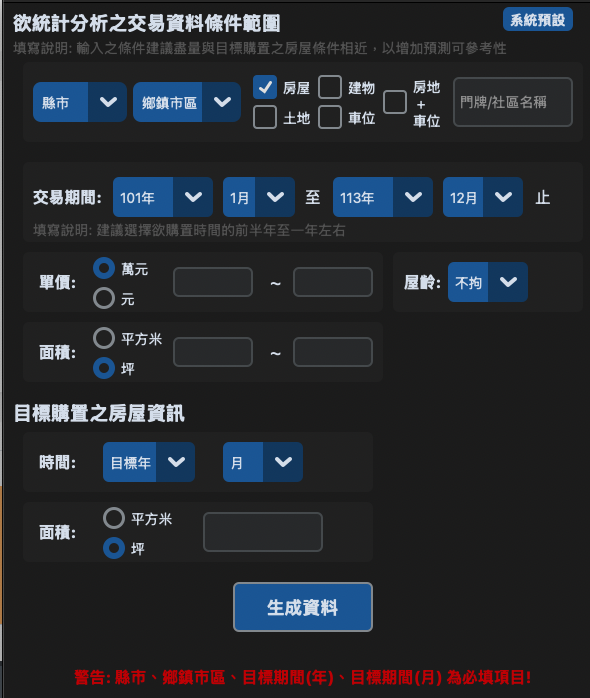 欲統計分析之交易資料條件範圍 系統預設
填寫說明: 輸入之條件建議盡量與目標購置之房屋條件相近，以增加預測可參考性
縣市 鄉鎮市區 房屋 建物 房地 + 車位 門牌/社區名稱
土地 車位
交易期間: 101年 1月 至 113年 12月 止
填寫說明: 建議選擇欲購置時間的前半年至一年左右
單價: 萬元 ~ 屋齡: 不拘
元
面積: 平方米 ~
坪
目標購置之房屋資訊
時間: 目標年 月
面積: 平方米
坪
生成資料
警告: 縣市、鄉鎮市區、目標期間(年)、目標期間(月) 為必填項目!